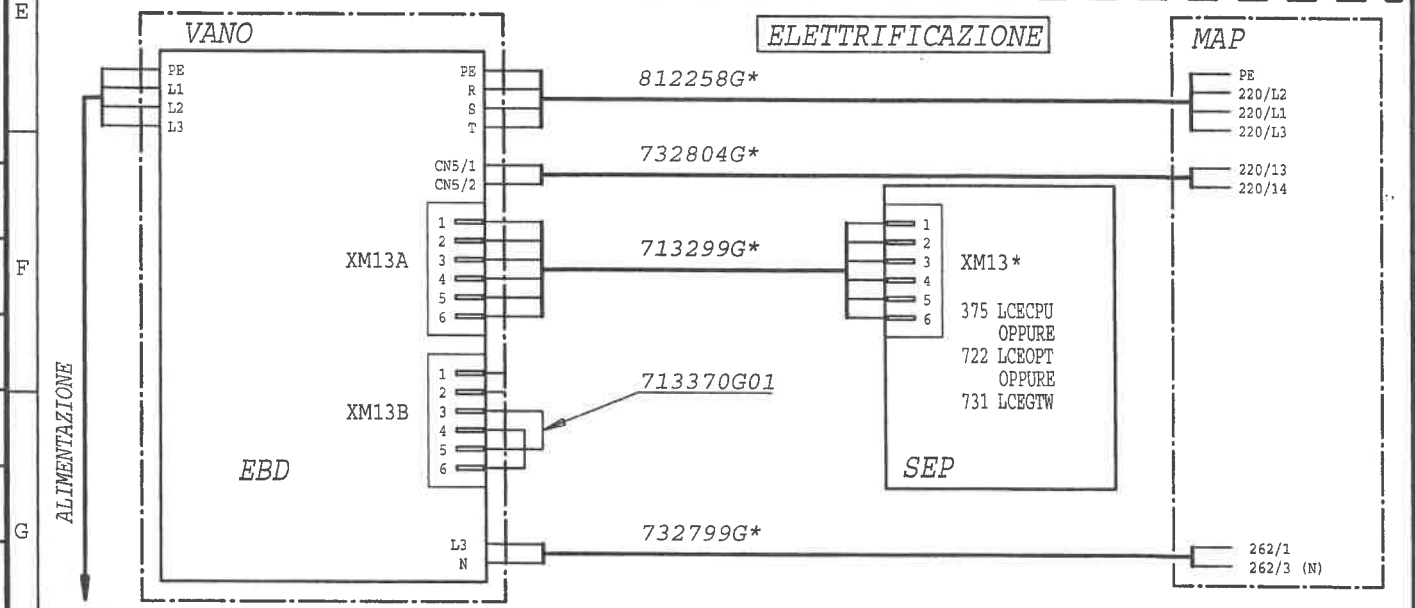 E
F
G
VANO
ELETTRIFICAZIONE
MAP
PE
L1
L2
L3
PE
R
S
T
812258G*
PE
220/L2
220/L1
220/L3
CN5/1
CN5/2
732804G*
220/13
220/14
XM13A
1
2
3
4
5
6
713299G*
1
2
3
4
5
6
XM13*
375 LCECPU
OPPURE
722 LCEOPT
OPPURE
731 LCEGTW
SEP
XM13B
1
2
3
4
5
6
713370G01
EBD
ALIMENTAZIONE
L3
N
732799G*
262/1
262/3 (N)